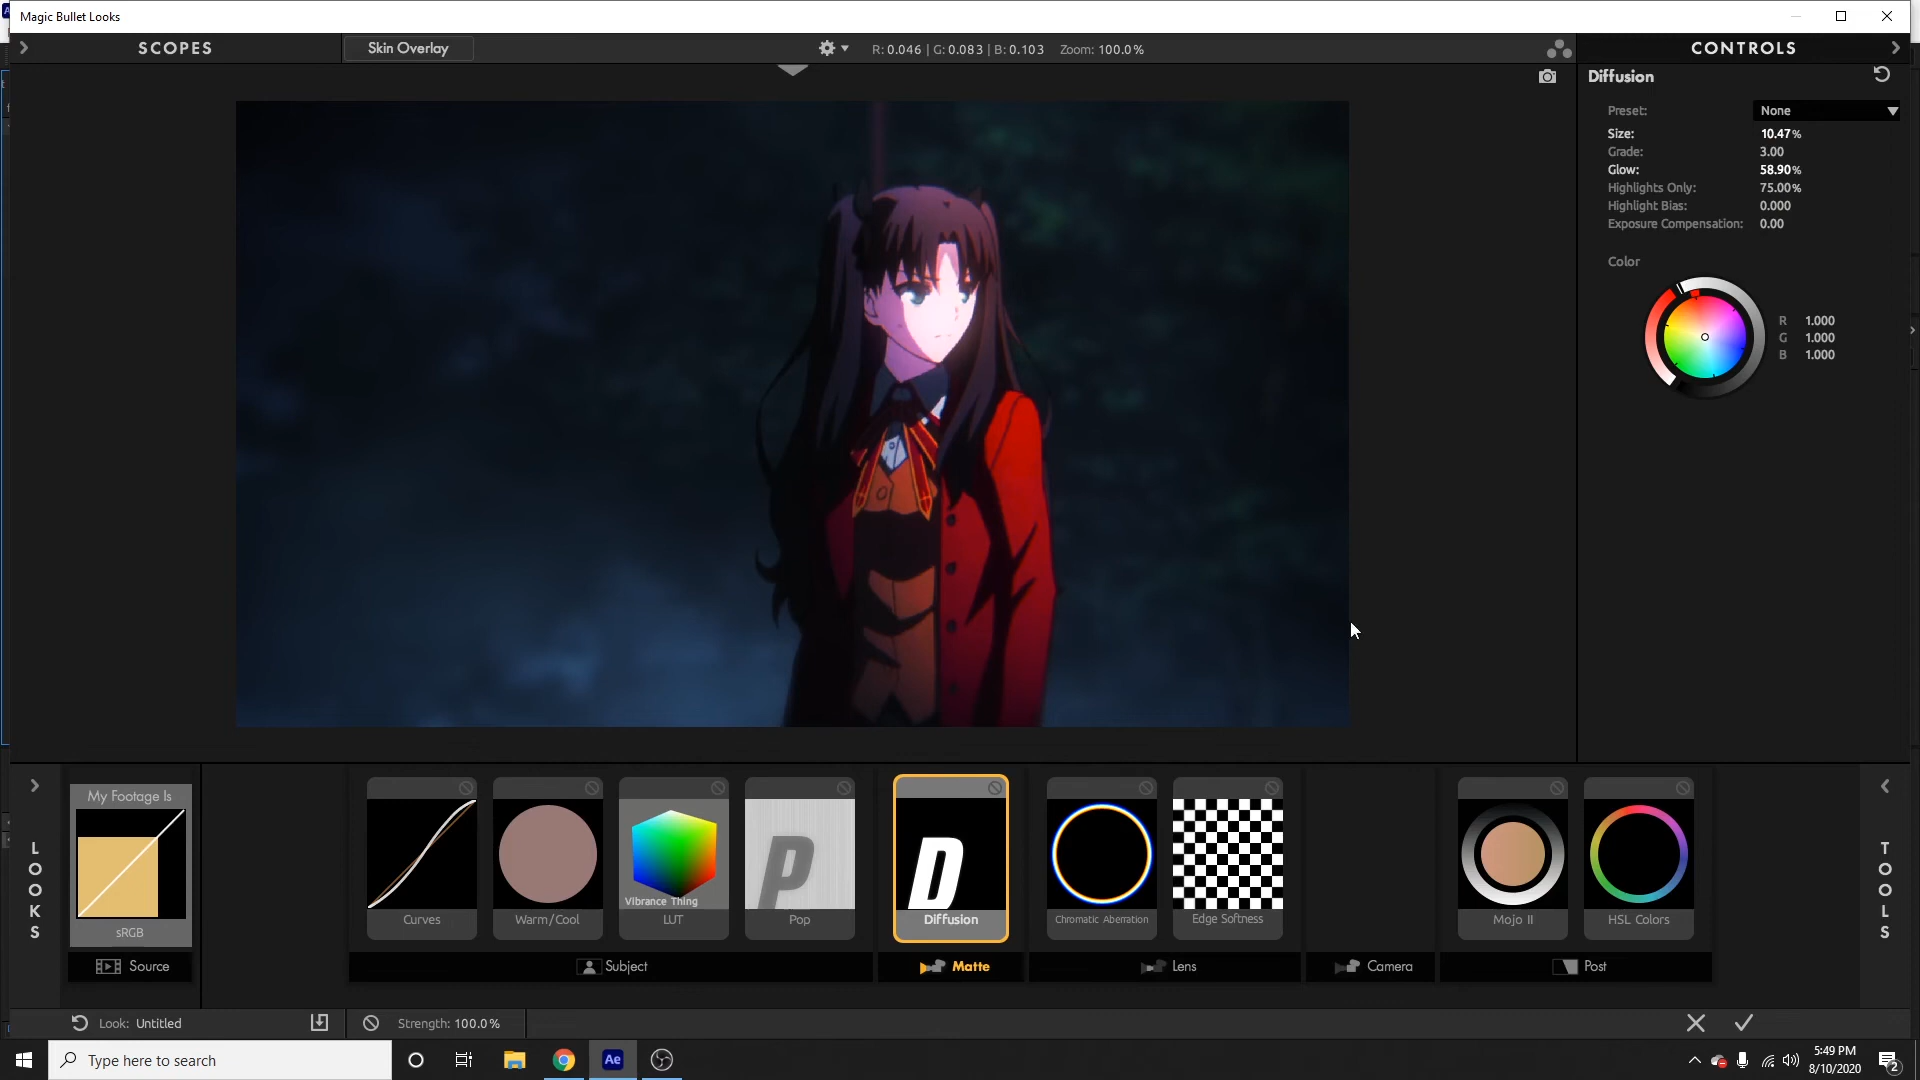 Magic Bullet Looks
SCOPES
Skin Overlay
R: 0.046 | G: 0.083 | B: 0.103 Zoom: 100.0%
CONTROLS
Diffusion
Preset: None
Size: 10.47%
Grade: 3.00
Glow: 58.90%
Highlights Only: 75.00%
Highlight Bias: 0.000
Exposure Compensation: 0.00
Color
R 1.000
G 1.000
B 1.000
LOOKS
My Footage Is
sRGB
Source
Curves
Warm/Cool
Vibrance Thing
LUT
P
Pop
Subject
D
Diffusion
Matte
Chromatic Aberration
Edge Softness
Lens
Camera
Mojo II
HSL Colors
Post
TOOLS
Look: Untitled
Strength: 100.0%
Type here to search
Ae
5:49 PM
8/10/2020
2